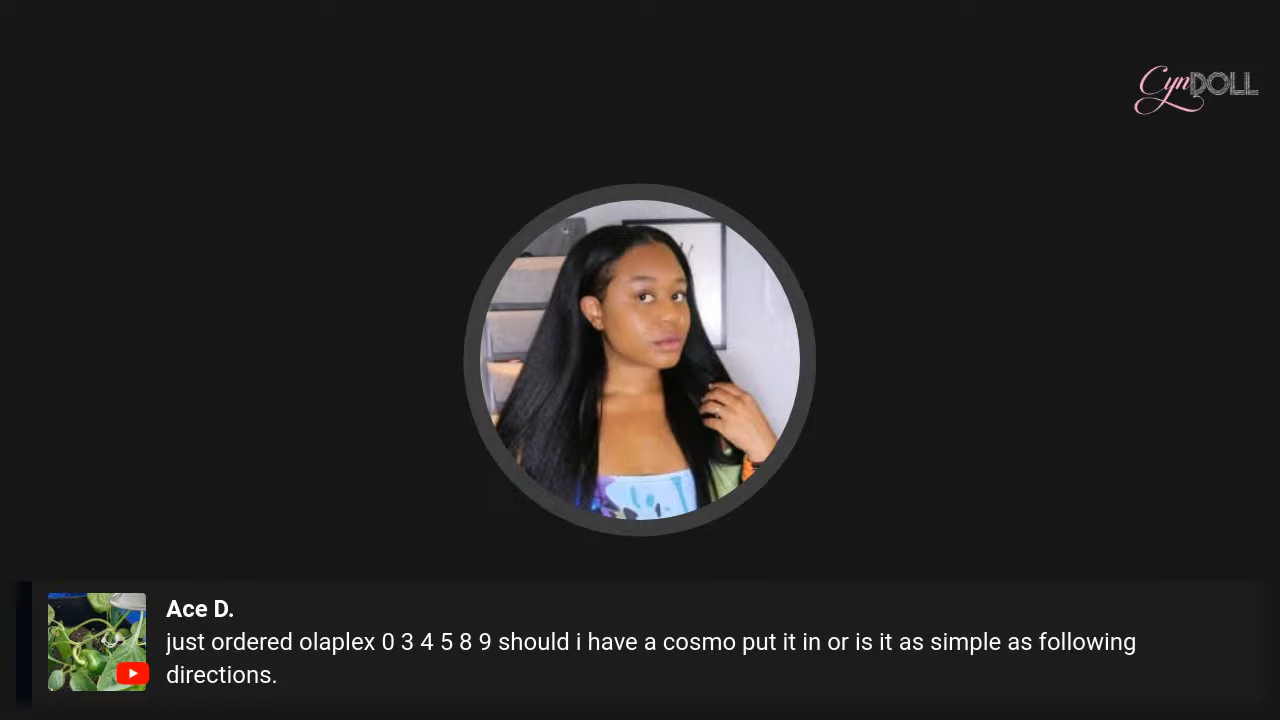 CynDOLL
Ace D.
just ordered olaplex 0 3 4 5 8 9 should i have a cosmo put it in or is it as simple as following
directions.